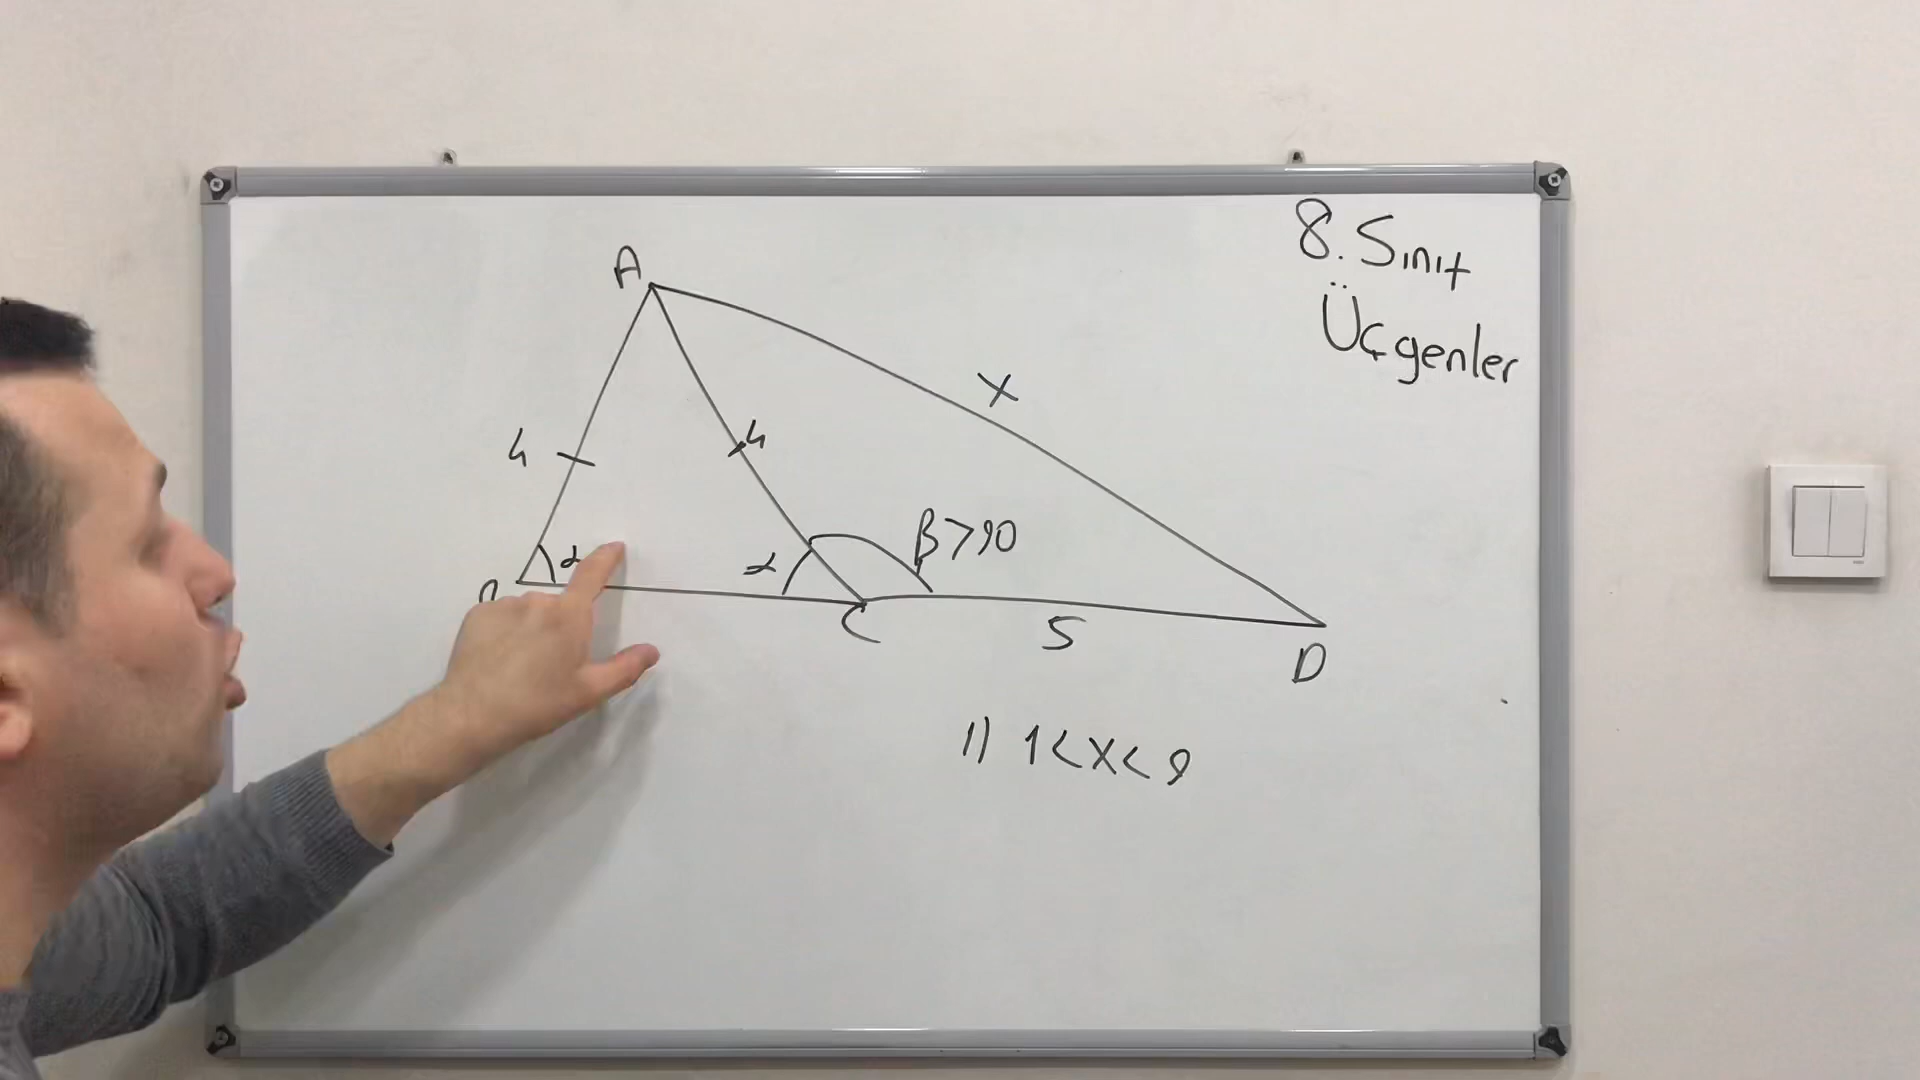 8. Sınıf
Üçgenler
A
x
4
4
β>90
α
α
C
5
D
1) 1<x<9